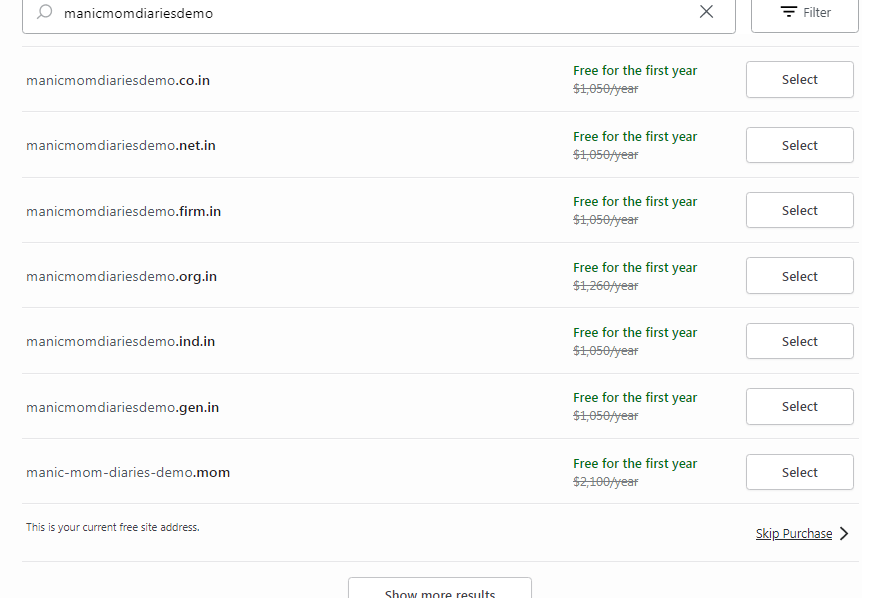 manicmomdiariesdemo
Filter
manicmomdiariesdemo.co.in
Free for the first year
$1,050/year
Select
manicmomdiariesdemo.net.in
Free for the first year
$1,050/year
Select
manicmomdiariesdemo.firm.in
Free for the first year
$1,050/year
Select
manicmomdiariesdemo.org.in
Free for the first year
$1,260/year
Select
manicmomdiariesdemo.ind.in
Free for the first year
$1,050/year
Select
manicmomdiariesdemo.gen.in
Free for the first year
$1,050/year
Select
manic-mom-diaries-demo.mom
Free for the first year
$2,100/year
Select
This is your current free site address.
Skip Purchase
Show more results